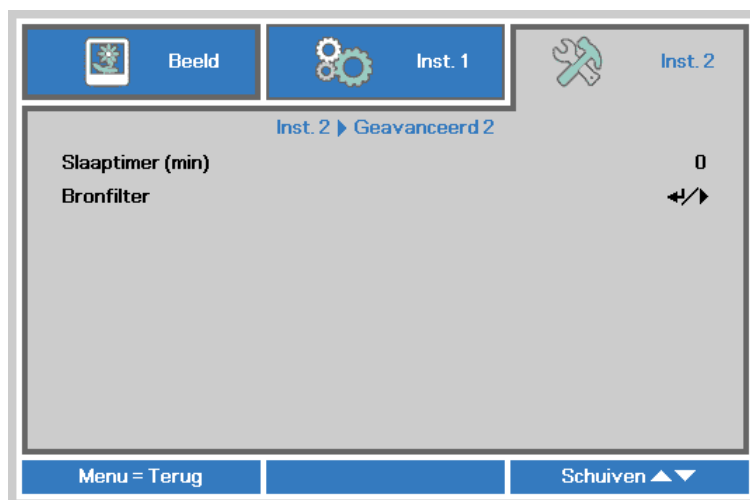 Beeld
Inst. 1
Inst. 2
Inst. 2 ▶ Geavanceerd 2
Slaaptimer (min) 0
Bronfilter ↵/▶
Menu = Terug
Schuiven ▲▼